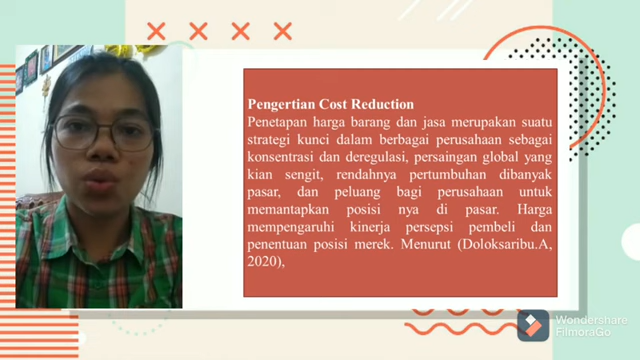 Pengertian Cost Reduction
Penetapan harga barang dan jasa merupakan suatu
strategi kunci dalam berbagai perusahaan sebagai
konsentrasi dan deregulasi, persaingan global yang
kian sengit, rendahnya pertumbuhan dibanyak
pasar, dan peluang bagi perusahaan untuk
memantapkan posisi nya di pasar. Harga
mempengaruhi kinerja persepsi pembeli dan
penentuan posisi merek. Menurut (Doloksaribu.A,
2020),
Wondershare
FilmoraGo